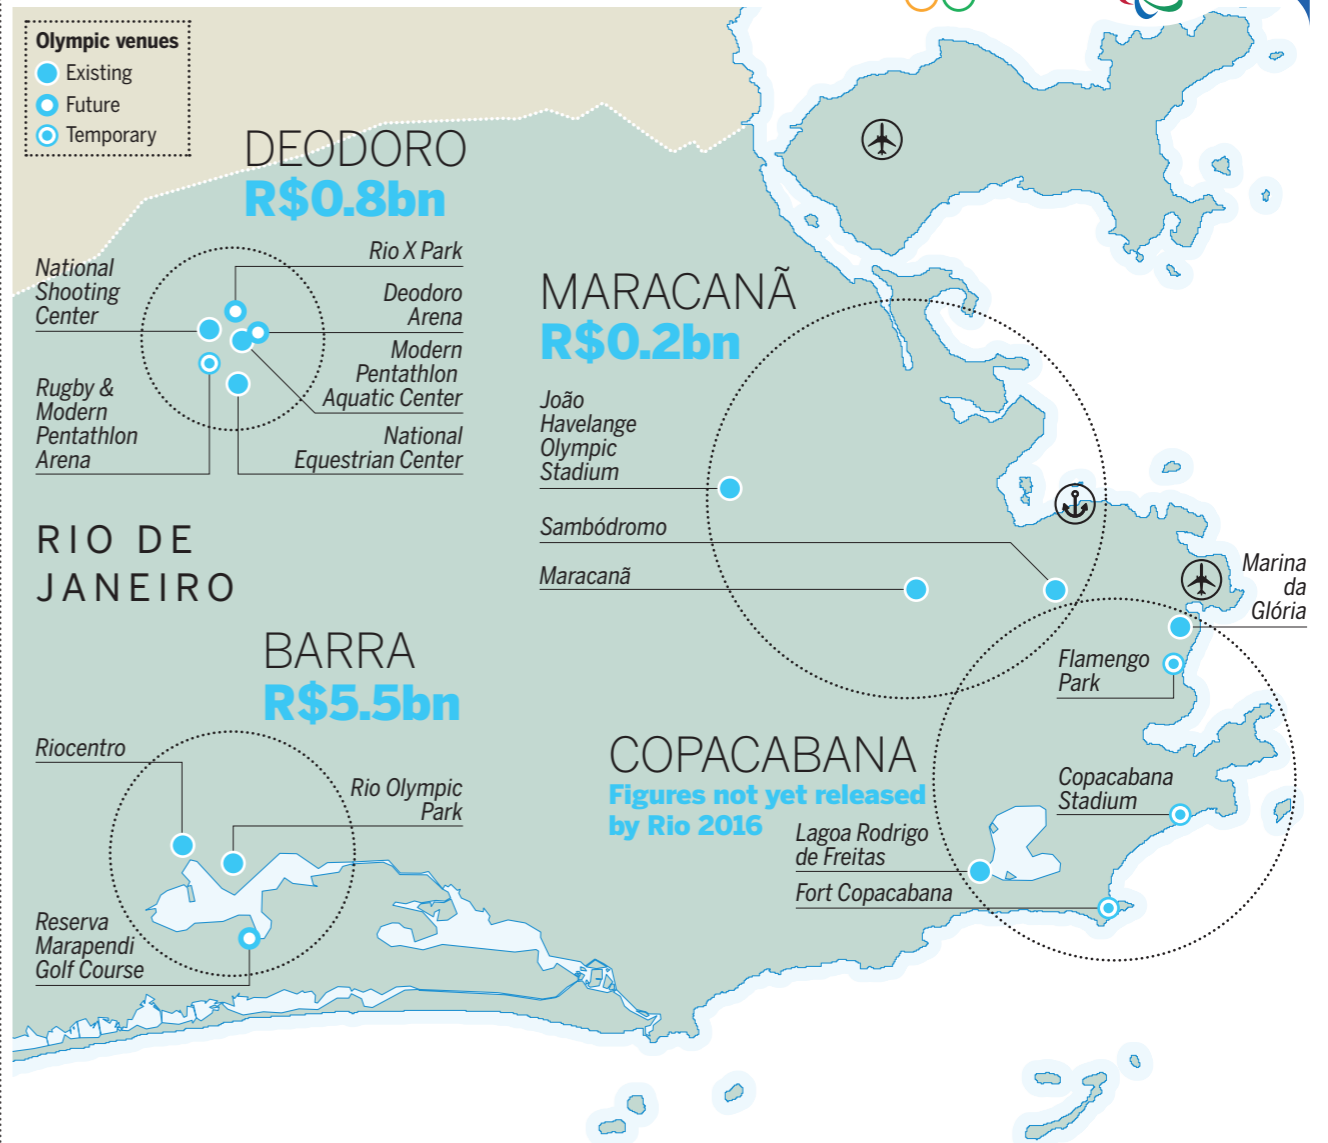 Olympic venues
Existing
Future
Temporary
DEODORO
R$0.8bn
National
Shooting
Center
Rio X Park
Deodoro
Arena
Modern
Pentathlon
Aquatic Center
National
Equestrian Center
Rugby &
Modern
Pentathlon
Arena
MARACANÃ
R$0.2bn
João
Havelange
Olympic
Stadium
Sambódromo
Maracanã
RIO DE
JANEIRO
Marina
da
Glória
Flamengo
Park
BARRA
R$5.5bn
Riocentro
Rio Olympic
Park
Reserva
Marapendi
Golf Course
COPACABANA
Figures not yet released
by Rio 2016
Copacabana
Stadium
Lagoa Rodrigo
de Freitas
Fort Copacabana